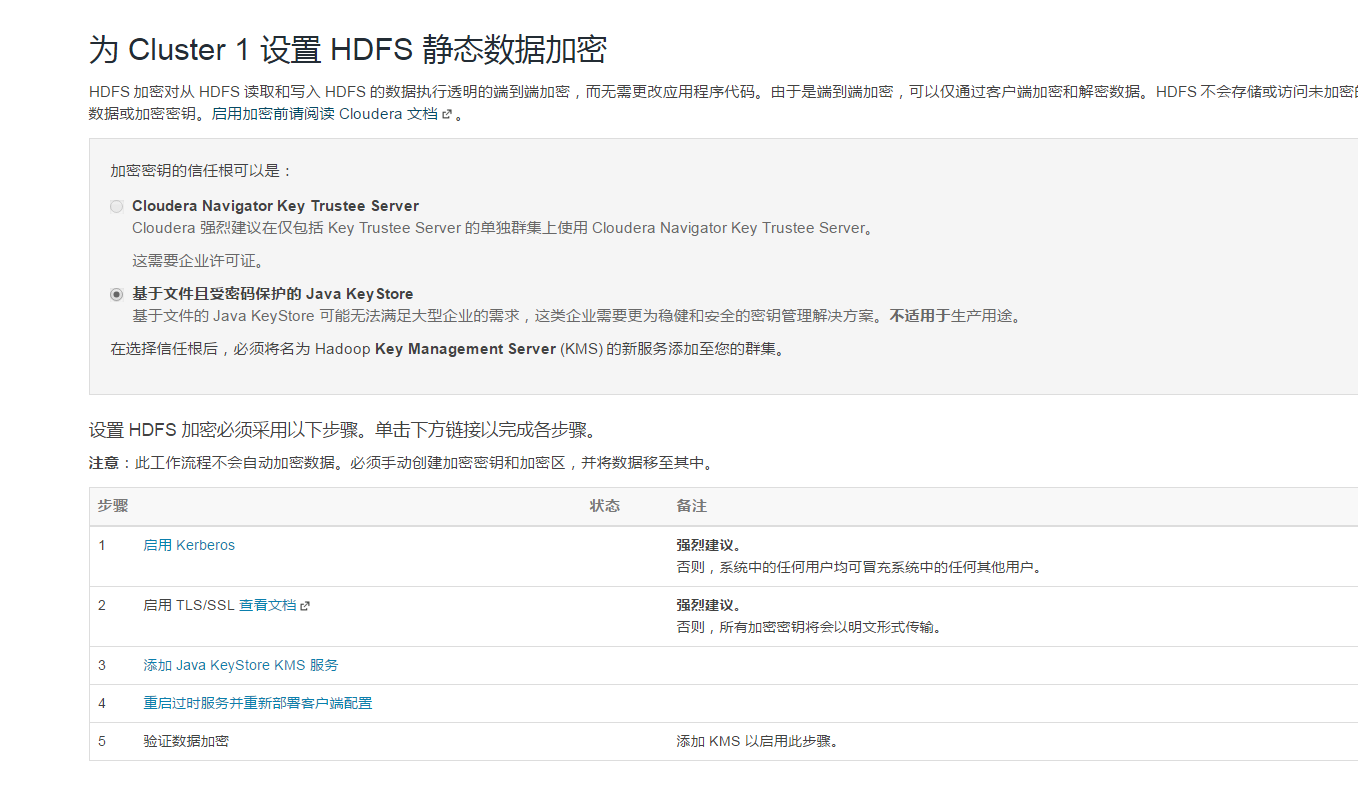 为 Cluster 1 设置 HDFS 静态数据加密
HDFS 加密对从 HDFS 读取和写入 HDFS 的数据执行透明的端到端加密，而无需更改应用程序代码。由于是端到端加密，可以仅通过客户端加密和解密数据。HDFS 不会存储或访问未加密的
数据或加密密钥。启用加密前请阅读 Cloudera 文档。
加密密钥的信任根可以是：
Cloudera Navigator Key Trustee Server
Cloudera 强烈建议在仅包括 Key Trustee Server 的单独群集上使用 Cloudera Navigator Key Trustee Server。
这需要企业许可证。
基于文件且受密码保护的 Java KeyStore
基于文件的 Java KeyStore 可能无法满足大型企业的需求，这类企业需要更为稳健和安全的密钥管理解决方案。不适用于生产用途。
在选择信任根后，必须将名为 Hadoop Key Management Server (KMS) 的新服务添加至您的群集。
设置 HDFS 加密必须采用以下步骤。单击下方链接以完成各步骤。
注意：此工作流程不会自动加密数据。必须手动创建加密密钥和加密区，并将数据移至其中。
步骤 状态 备注
1 启用 Kerberos 强烈建议。
否则，系统中的任何用户均可冒充系统中的任何其他用户。
2 启用 TLS/SSL 查看文档 强烈建议。
否则，所有加密密钥将会以明文形式传输。
3 添加 Java KeyStore KMS 服务
4 重启过时服务并重新部署客户端配置
5 验证数据加密 添加 KMS 以启用此步骤。